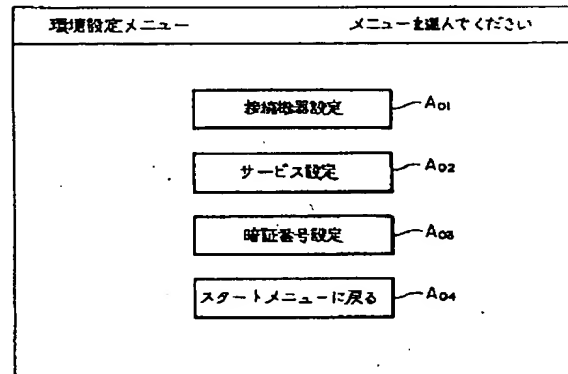 環境設定メニュー メニューを選んでください
接続機器設定 A01
サービス設定 A02
暗証番号設定 A03
スタートメニューに戻る A04